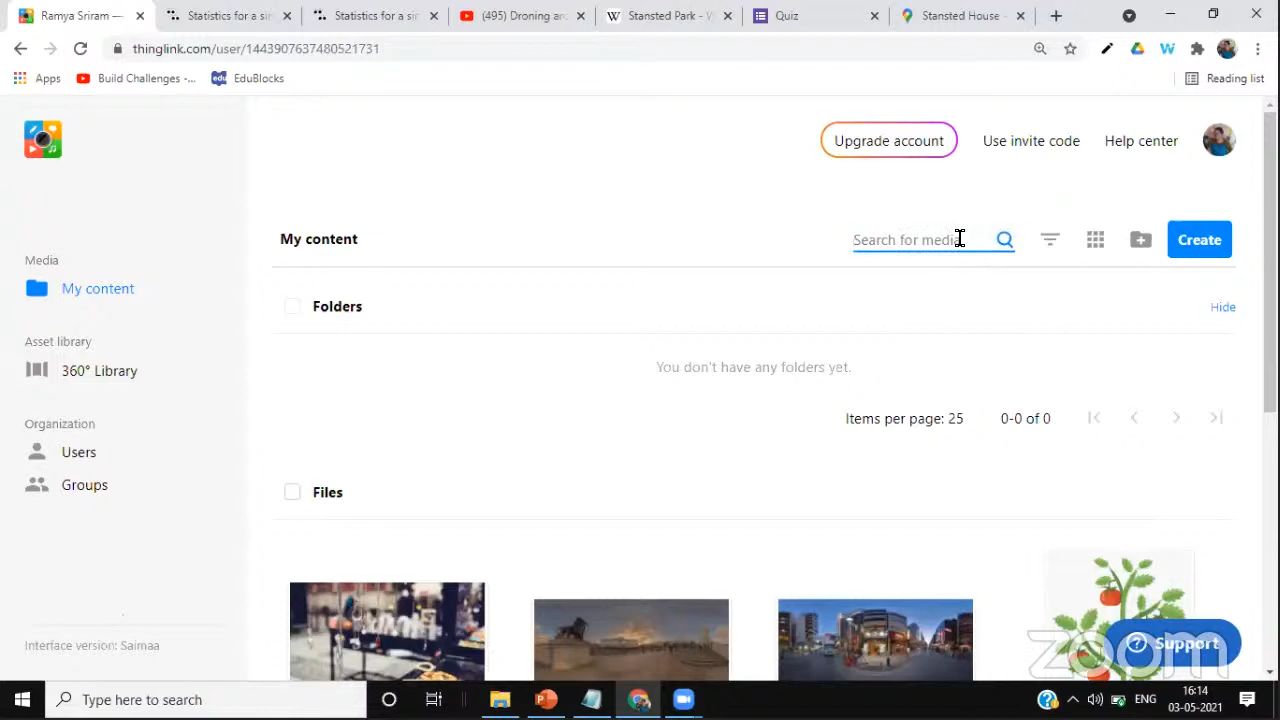 Ramya Sriram —
Statistics for a sin
Statistics for a sin
(495) Droning an
Stansted Park - W
Quiz
Stansted House -
thinglink.com/user/1443907637480521731
Apps
Build Challenges -...
EduBlocks
Reading list
Upgrade account
Use invite code
Help center
My content
Search for media
Create
Media
My content
Folders
Hide
Asset library
360° Library
You don't have any folders yet.
Items per page: 25
0-0 of 0
Organization
Users
Groups
Files
Interface version: Saimaa
Support
zoom
Type here to search
ENG
16:14
03-05-2021